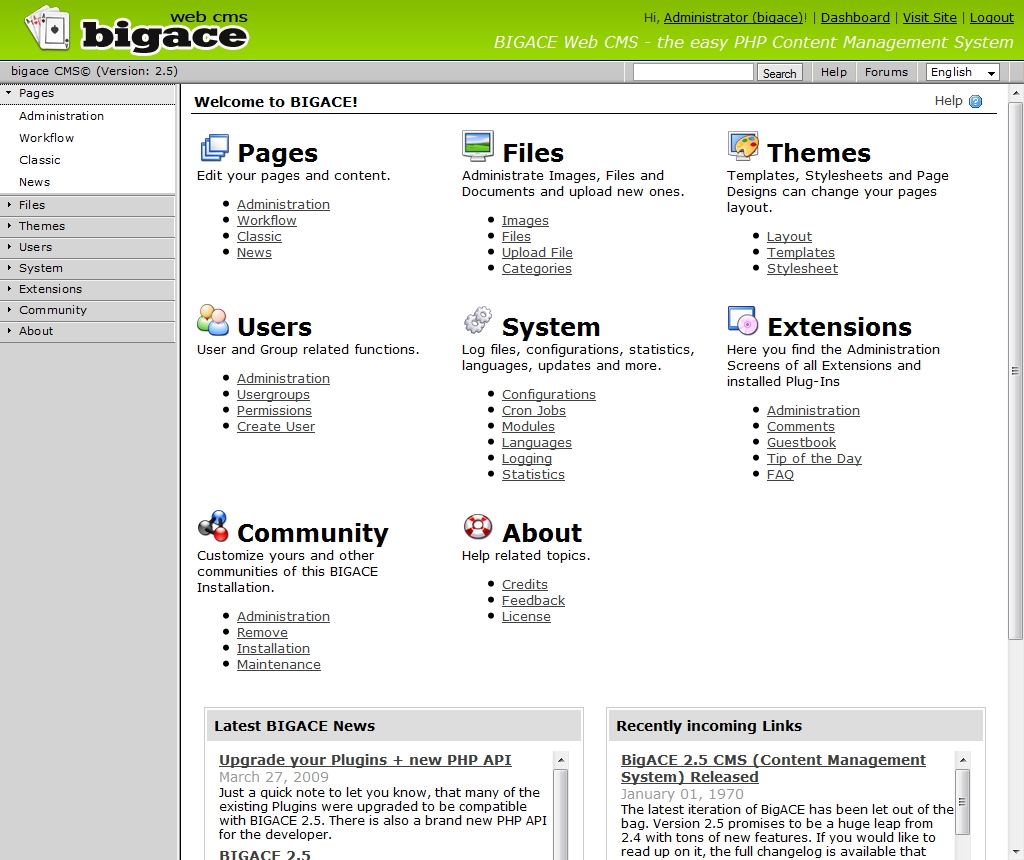 web cms
bigace
Hi, Administrator (bigace)! | Dashboard | Visit Site | Logout
BIGACE Web CMS - the easy PHP Content Management System
bigace CMS© (Version: 2.5)
Search
Help
Forums
English
Pages
Administration
Workflow
Classic
News
Files
Themes
Users
System
Extensions
Community
About
Welcome to BIGACE!
Help
Pages
Edit your pages and content.
Administration
Workflow
Classic
News
Files
Administrate Images, Files and
Documents and upload new ones.
Images
Files
Upload File
Categories
Themes
Templates, Stylesheets and Page
Designs can change your pages
layout.
Layout
Templates
Stylesheet
Users
User and Group related functions.
Administration
Usergroups
Permissions
Create User
System
Log files, configurations, statistics,
languages, updates and more.
Configurations
Cron Jobs
Modules
Languages
Logging
Statistics
Extensions
Here you find the Administration
Screens of all Extensions and
installed Plug-Ins
Administration
Comments
Guestbook
Tip of the Day
FAQ
Community
Customize yours and other
communities of this BIGACE
Installation.
Administration
Remove
Installation
Maintenance
About
Help related topics.
Credits
Feedback
License
Latest BIGACE News
Upgrade your Plugins + new PHP API
March 27, 2009
Just a quick note to let you know, that many of the
existing Plugins were upgraded to be compatible
with BIGACE 2.5. There is also a brand new PHP API
for the developer.
BIGACE 2.5
Recently incoming Links
BigACE 2.5 CMS (Content Management
System) Released
January 01, 1970
The latest iteration of BigACE has been let out of the
bag. Version 2.5 promises to be a huge leap from
2.4 with tons of new features. If you would like to
read up on it, the full changelog is available that